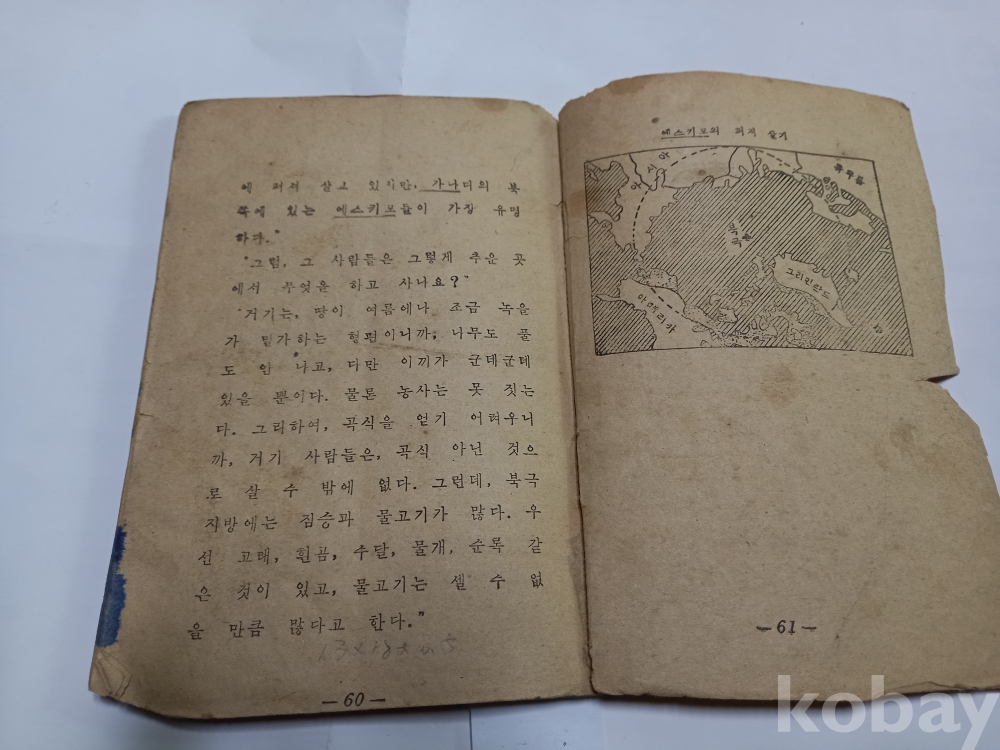 에 퍼져 살고 있지만, 가나더의 북
쪽에 있는 에스키모들이 가장 유명
하다."
"그럼, 그 사람들은 그렇게 추운 곳
에서 무엇을 하고 사나요?"
"거기는, 땅이 여름에나 조금 녹을
가 말가하는 형편이니까, 나무도 풀
도 안 나고, 다만 이끼가 군데군데
있을 뿐이다. 물론 농사는 못 짓는
다. 그리하여, 곡식을 얻기 어려우니
까, 거기 사람들은, 곡식 아닌 것으
로 살 수 밖에 없다. 그런데, 북극
지방에는 짐승과 물고기가 많다. 우
선 고래, 흰곰, 수달, 물개, 순록 같
은 것이 있고, 물고기는 셀 수 없
을 만큼 많다고 한다."
— 60 —
에스키모의 퍼져 살기
아시아
유우롭
북극
그리인란드
아메리카
— 61 —
kobay